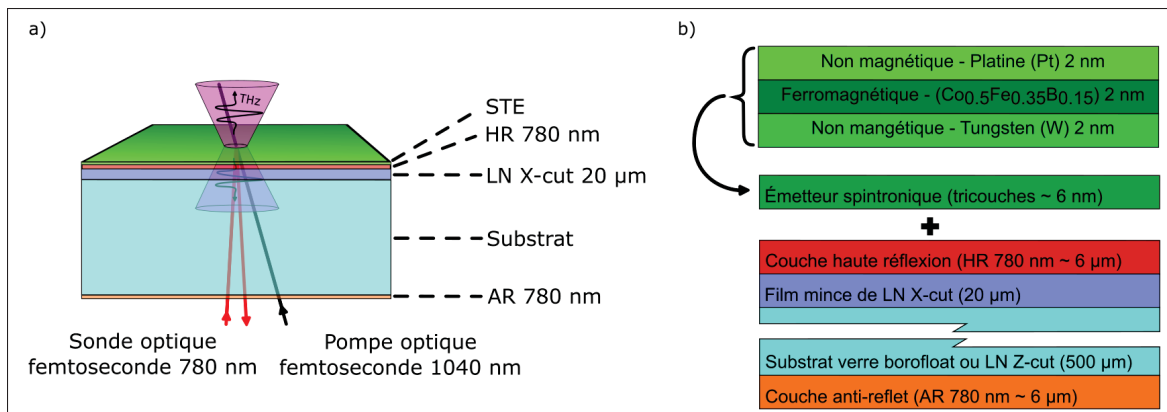 a)
THz
STE
HR 780 nm
LN X-cut 20 µm
Substrat
AR 780 nm
Sonde optique
femtoseconde 780 nm
Pompe optique
femtoseconde 1040 nm
b)
Non magnétique - Platine (Pt) 2 nm
Ferromagnétique - (Co0.5Fe0.35B0.15) 2 nm
Non mangétique - Tungsten (W) 2 nm
Émetteur spintronique (tricouches ~ 6 nm)
+
Couche haute réflexion (HR 780 nm ~ 6 µm)
Film mince de LN X-cut (20 µm)
Substrat verre borofloat ou LN Z-cut (500 µm)
Couche anti-reflet (AR 780 nm ~ 6 µm)